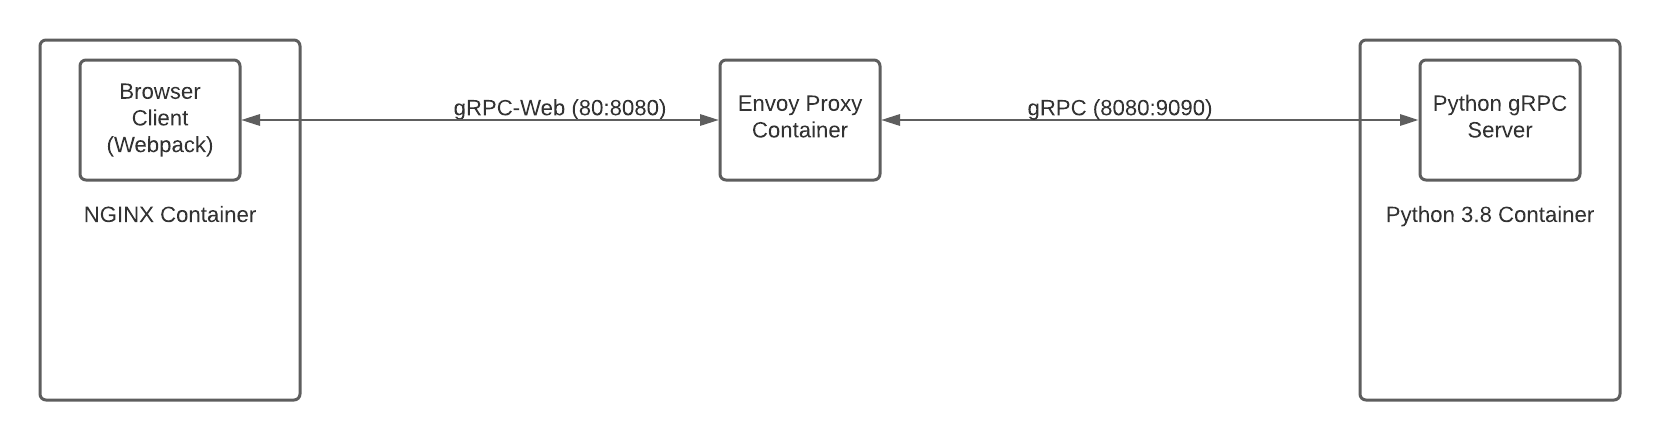 Browser
Client
(Webpack)
NGINX Container
gRPC-Web (80:8080)
Envoy Proxy
Container
gRPC (8080:9090)
Python gRPC
Server
Python 3.8 Container